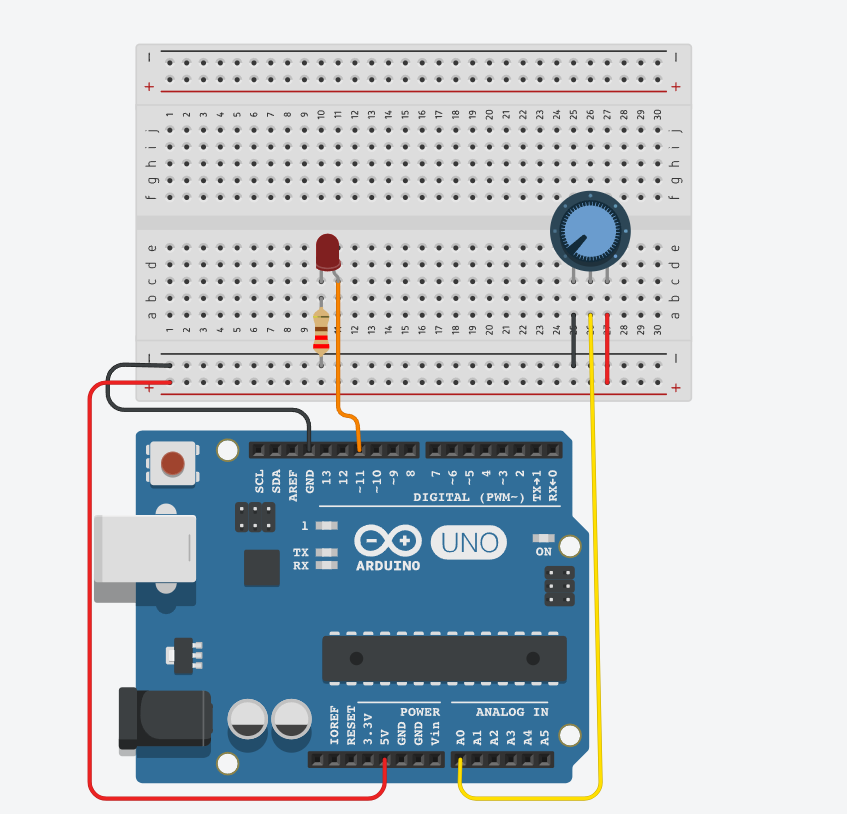 − −
+ +
1 2 3 4 5 6 7 8 9 10 11 12 13 14 15 16 17 18 19 20 21 22 23 24 25 26 27 28 29 30
j j
i i
h h
g g
f f
e e
d d
c c
b b
a a
1 2 3 4 5 6 7 8 9 12 13 14 15 16 17 18 19 20 21 22 23 24 25 28 29 30
− −
+ +
SCL SDA AREF GND 13 12 ~11 ~10 ~9 8 7 ~6 ~5 4 ~3 2 TX→1 RX←0
DIGITAL (PWM~)
1
TX
RX
UNO
ARDUINO
ON
POWER ANALOG IN
IOREF RESET 3.3V 5V GND GND Vin A0 A1 A2 A3 A4 A5